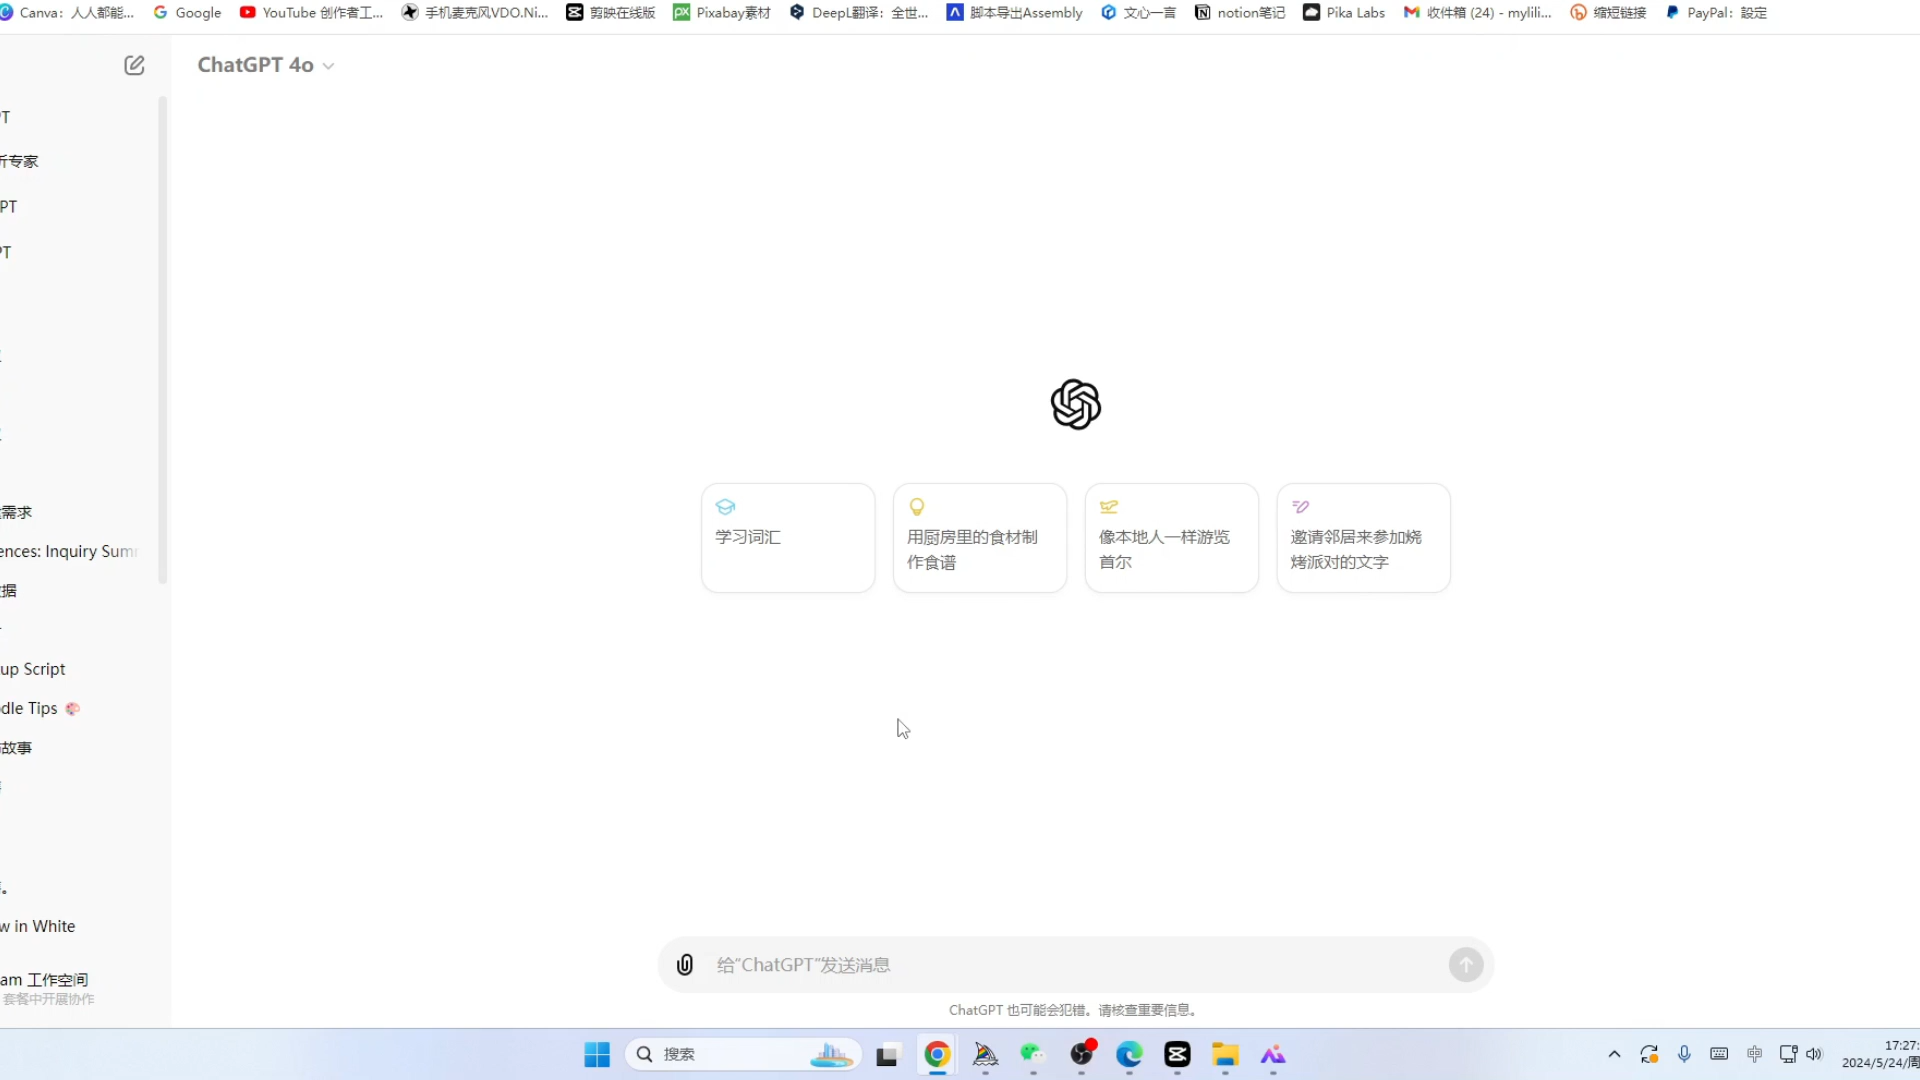 Canva：人人都能...
Google
YouTube 创作者工...
手机麦克风VDO.Ni...
剪映在线版
Pixabay素材
DeepL翻译：全世...
脚本导出Assembly
文心一言
notion笔记
Pika Labs
收件箱 (24) - mylili...
缩短链接
PayPal：設定
ChatGPT 4o
T
斤专家
PT
PT
需求
ences: Inquiry Sum
据
up Script
dle Tips
故事
w in White
am 工作空间
套餐中开展协作
学习词汇
用厨房里的食材制
作食谱
像本地人一样游览
首尔
邀请邻居来参加烧
烤派对的文字
给“ChatGPT”发送消息
ChatGPT 也可能会犯错。请核查重要信息。
搜索
中
17:27:
2024/5/24/周